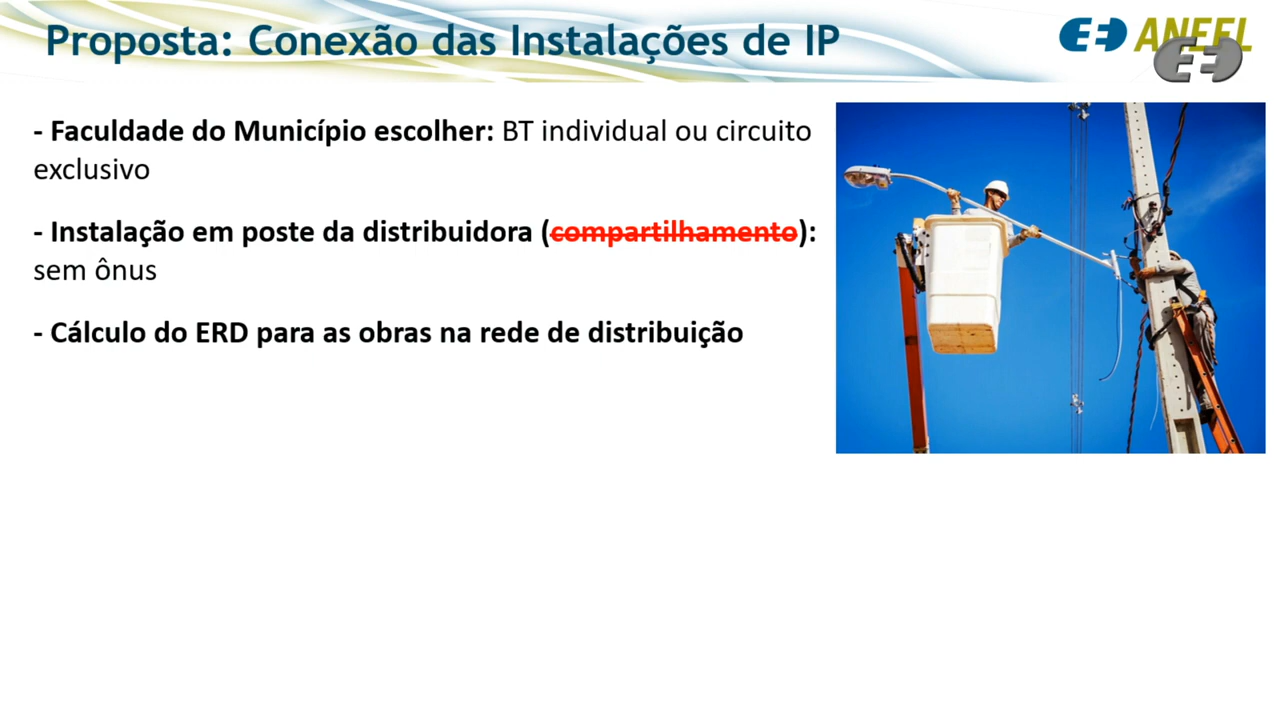 Proposta: Conexão das Instalações de IP
ANEEL
- Faculdade do Município escolher: BT individual ou circuito
exclusivo
- Instalação em poste da distribuidora (compartilhamento):
sem ônus
- Cálculo do ERD para as obras na rede de distribuição